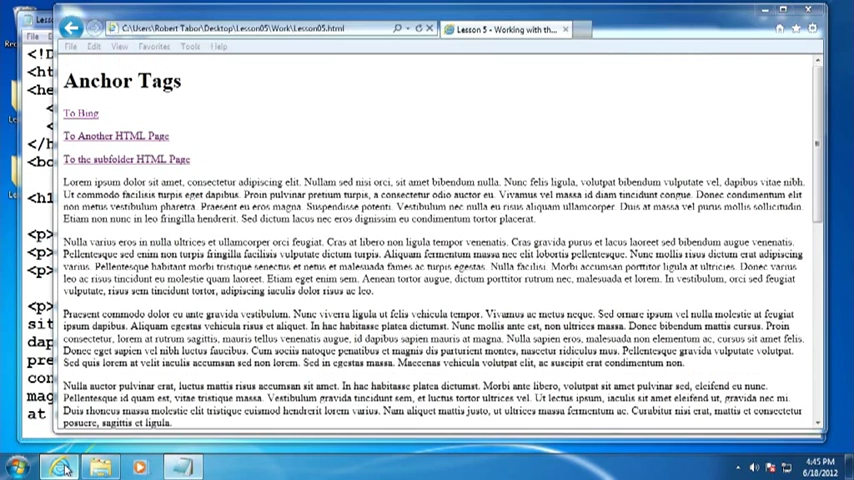 Lesso
C:\Users\Robert Tabor\Desktop\Lesson05\Work\Lesson05.html
Lesson 5 - Working with th...
Fi
File Edit View Favorites Tools Help
<!D
<ht
<he
</h
<bo
<h1
<p>
<p>
<p>
<p>
sit
dap
pre
con
mag
at
Anchor Tags
To Bing
To Another HTML Page
To the subfolder HTML Page
Lorem ipsum dolor sit amet, consectetur adipiscing elit. Nullam sed nisi orci, sit amet bibendum nulla. Nunc felis ligula, volutpat bibendum vulputate vel, dapibus vitae nisl.
Ut commodo facilisis turpis eget dapibus. Proin pulvinar pretium turpis, a consectetur odio auctor eu. Vivamus at massa id diam tincidunt congue. Donec condimentum elit
non metus vestibulum pharetra. Praesent eu eros magna. Suspendisse potenti. Vestibulum nec nulla eu risus aliquam ullamcorper. Duis at massa vel purus mollis sollicitudin.
Etiam non nunc in leo fringilla hendrerit. Sed dictum lacus nec eros dignissim eu condimentum tortor placerat.
Nulla varius eros in nulla ultrices et ullamcorper orci feugiat. Cras at libero non ligula tempor venenatis. Cras gravida purus et lacus laoreet sed bibendum augue venenatis.
Pellentesque sed enim non turpis fringilla facilisis vulputate dictum turpis. Aliquam fermentum massa nec elit lobortis pellentesque. Nunc mollis risus dictum erat adipiscing
varius. Pellentesque habitant morbi tristique senectus et netus et malesuada fames ac turpis egestas. Nulla facilisi. Morbi accumsan porttitor ligula at ultricies. Donec vitae
leo ac risus tincidunt eu molestie quam iaculis. Etiam eget enim sem. Aenean tortor augue, dictum porttitor rutrum nec, malesuada et lorem. In vestibulum, orci sed iaculis
vulputate, risus sem tincidunt tortor, adipiscing iaculis dolor risus ac leo.
Praesent commodo dolor eu ante gravida vestibulum. Nunc viverra ligula ut felis vehicula tempor. Vivamus ac metus neque. Sed ornare ipsum vel nulla molestie at feugiat
ipsum dapibus. Aliquam egestas vehicula risus et aliquet. In hac habitasse platea dictumst. Nunc mollis ante est, non ultrices massa. Donec bibendum mattis cursus. Proin
consectetur, lorem at rutrum sagittis, mauris tellus venenatis augue, id dapibus sapien mauris at magna. Nulla sapien eros, malesuada non elementum ac, cursus sit amet felis.
Donec eget sapien vel nibh luctus faucibus. Cum sociis natoque penatibus et magnis dis parturient montes, nascetur ridiculus mus. Pellentesque gravida vulputate volutpat.
Sed quis lorem at velit iaculis accumsan sed non lorem. Sed in egestas massa. Maecenas vehicula volutpat elit, ac suscipit erat condimentum non.
Nulla auctor pulvinar erat, luctus mattis risus accumsan sit amet. In hac habitasse platea dictumst. Morbi ante libero, volutpat sit amet pulvinar sed, eleifend eu nunc.
Pellentesque id quam est, vitae tristique quam. Vestibulum gravida tincidunt sem, et luctus tortor ultrices vel. Ut lectus ipsum, iaculis sit amet eleifend ut, gravida nec mi.
Duis rhoncus massa molestie elit tristique euismod hendrerit lorem varius. Nam aliquet mattis justo, ut ultrices massa fermentum ac. Curabitur nisi erat, mattis et consectetur
posuere, sagittis et ligula.
4:45 PM
6/18/2012